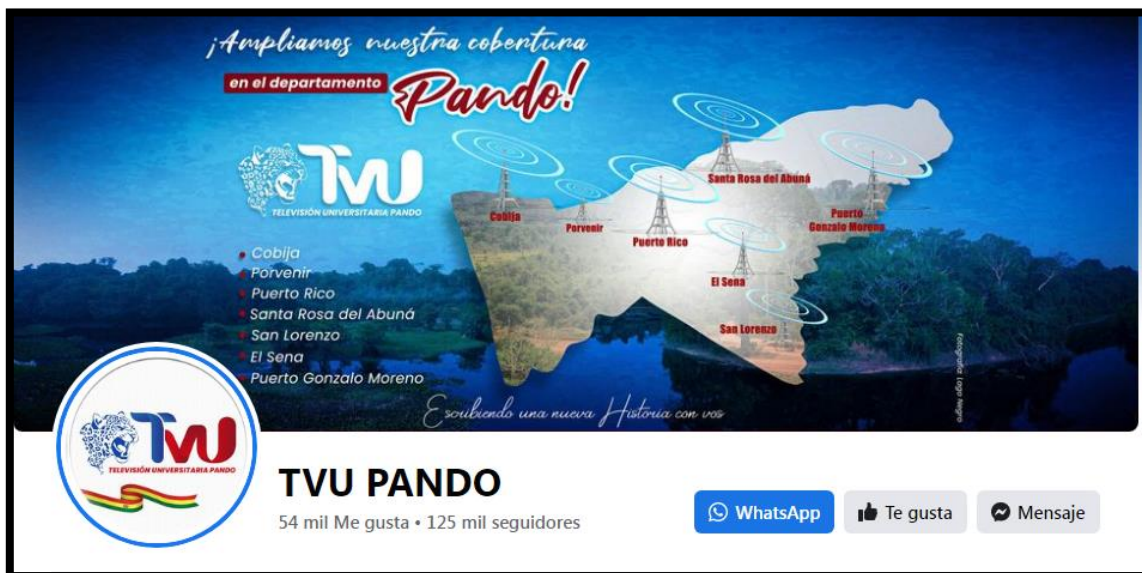 ¡Ampliamos nuestra cobertura
en el departamento
Pando!
TVU
TELEVISIÓN UNIVERSITARIA PANDO
Cobija
Porvenir
Puerto Rico
Santa Rosa del Abuná
San Lorenzo
El Sena
Puerto Gonzalo Moreno
Cobija
Porvenir
Puerto Rico
Santa Rosa del Abuná
Puerto
Gonzalo Moreno
El Sena
San Lorenzo
Fotografía Lago Negro
Escribiendo una nueva Historia con vos
TVU
TELEVISIÓN UNIVERSITARIA PANDO
TVU PANDO
54 mil Me gusta • 125 mil seguidores
WhatsApp
Te gusta
Mensaje